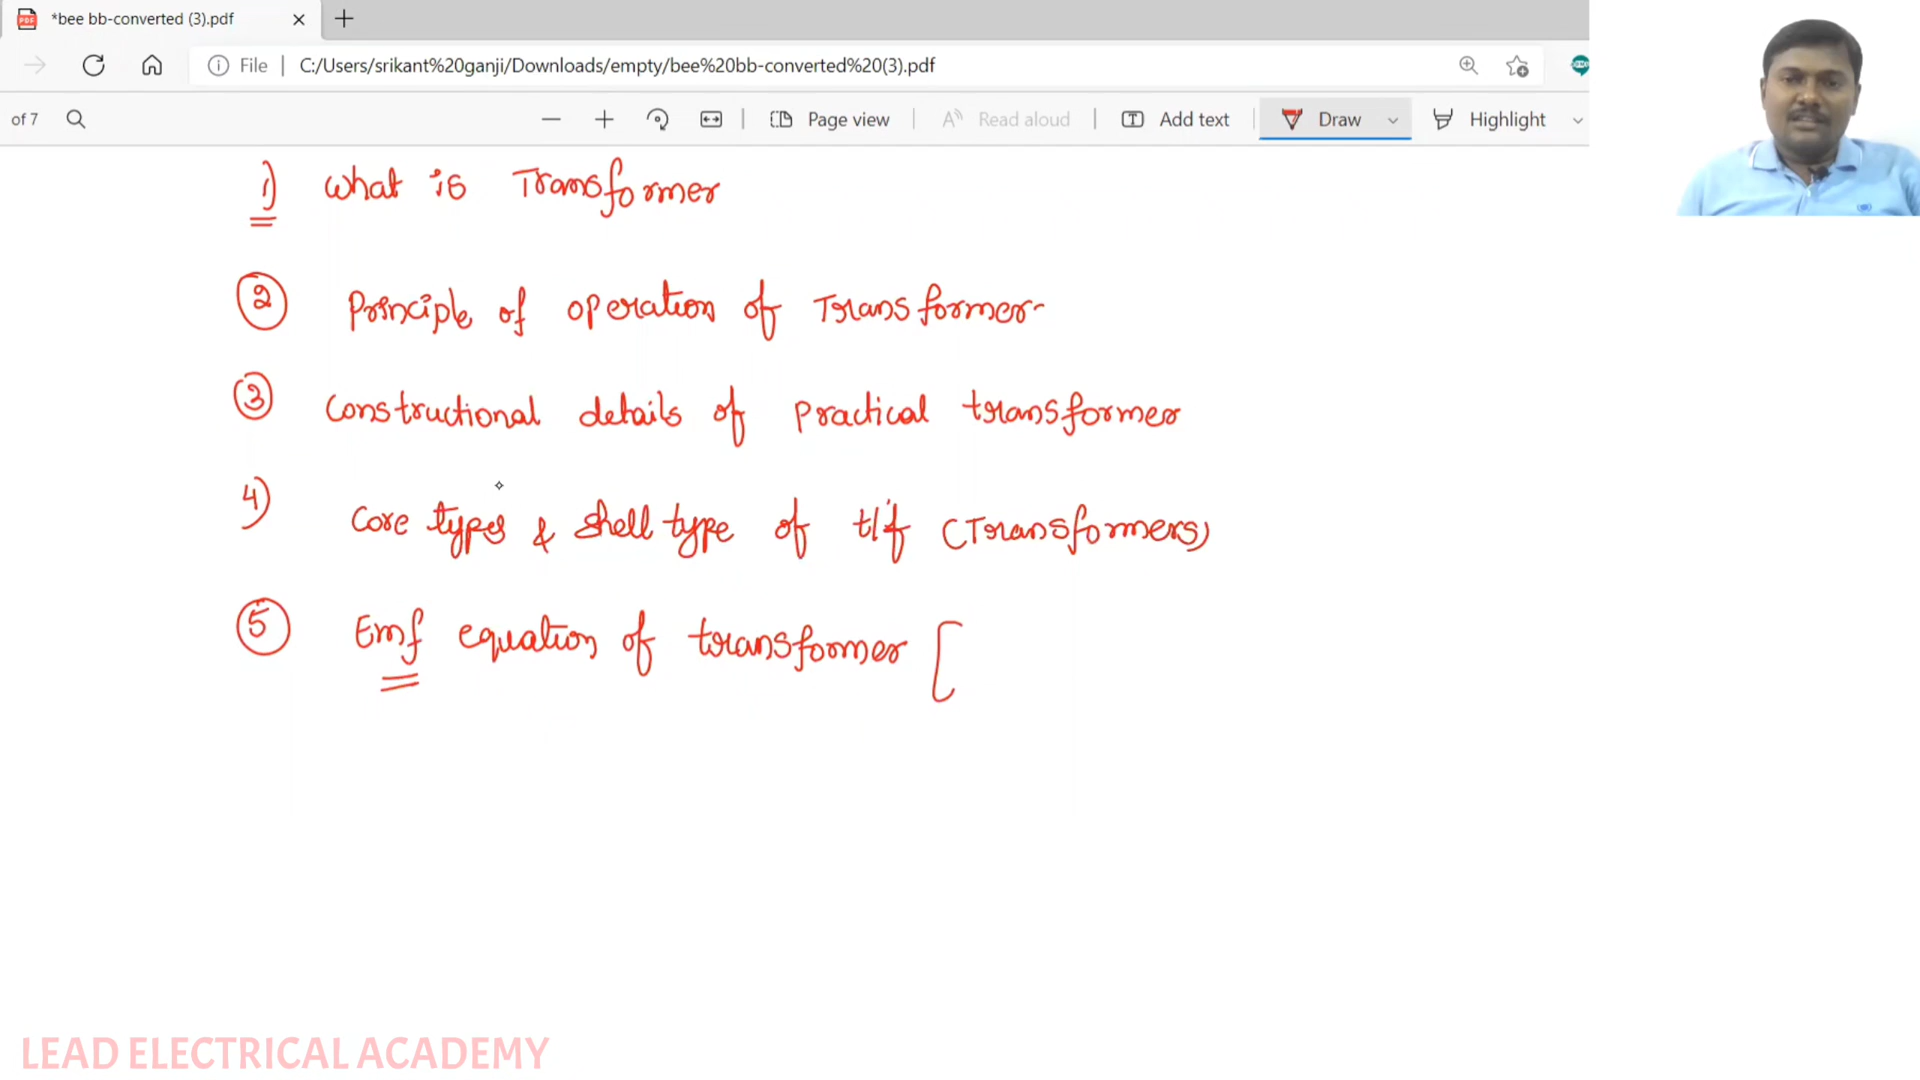 *bee bb-converted (3).pdf
File | C:/Users/srikant%20ganji/Downloads/empty/bee%20bb-converted%20(3).pdf
of 7 Page view Read aloud Add text Draw Highlight
1) What is Transformer
2 Principle of operation of Transformer
3 Constructional details of practical transformer
4) Core types & shell type of t/f (Transformers)
5 Emf equation of transformer [
LEAD ELECTRICAL ACADEMY